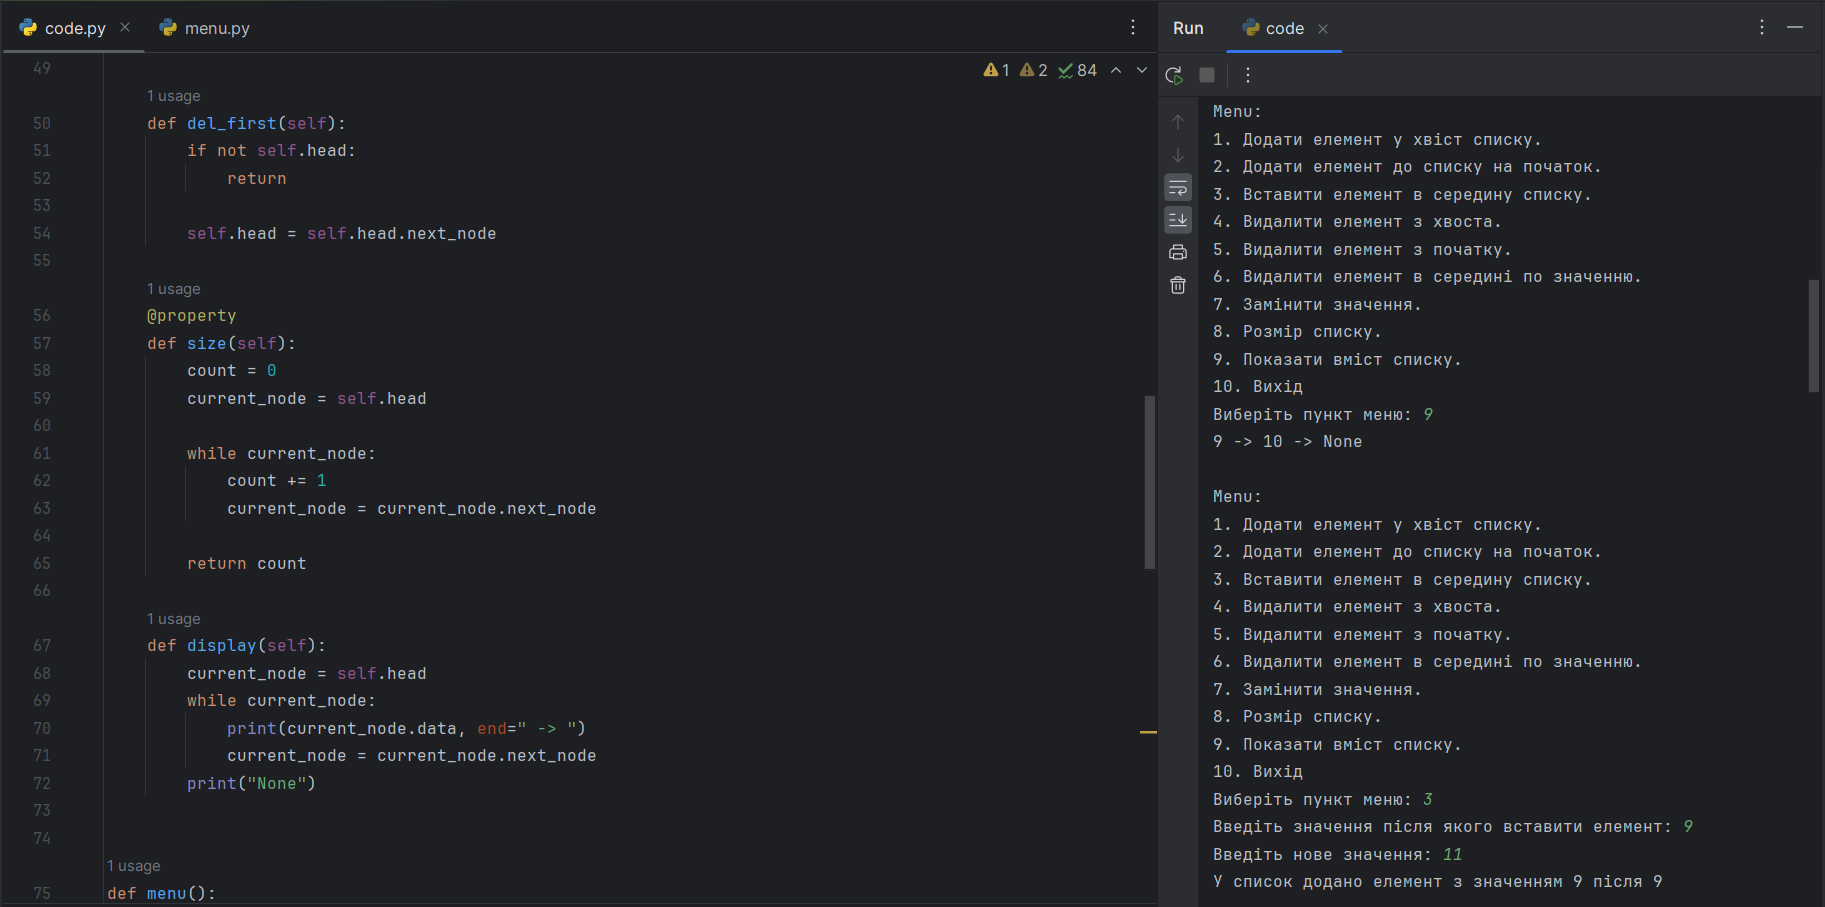 code.py
menu.py
1 2 84
49
1 usage
50 def del_first(self):
51 if not self.head:
52 return
53
54 self.head = self.head.next_node
55
1 usage
56 @property
57 def size(self):
58 count = 0
59 current_node = self.head
60
61 while current_node:
62 count += 1
63 current_node = current_node.next_node
64
65 return count
66
1 usage
67 def display(self):
68 current_node = self.head
69 while current_node:
70 print(current_node.data, end=" -> ")
71 current_node = current_node.next_node
72 print("None")
73
74
1 usage
75 def menu():
Run code
Menu:
1. Додати елемент у хвіст списку.
2. Додати елемент до списку на початок.
3. Вставити елемент в середину списку.
4. Видалити елемент з хвоста.
5. Видалити елемент з початку.
6. Видалити елемент в середині по значенню.
7. Замінити значення.
8. Розмір списку.
9. Показати вміст списку.
10. Вихід
Виберіть пункт меню: 9
9 -> 10 -> None
Menu:
1. Додати елемент у хвіст списку.
2. Додати елемент до списку на початок.
3. Вставити елемент в середину списку.
4. Видалити елемент з хвоста.
5. Видалити елемент з початку.
6. Видалити елемент в середині по значенню.
7. Замінити значення.
8. Розмір списку.
9. Показати вміст списку.
10. Вихід
Виберіть пункт меню: 3
Введіть значення після якого вставити елемент: 9
Введіть нове значення: 11
У список додано елемент з значенням 9 після 9